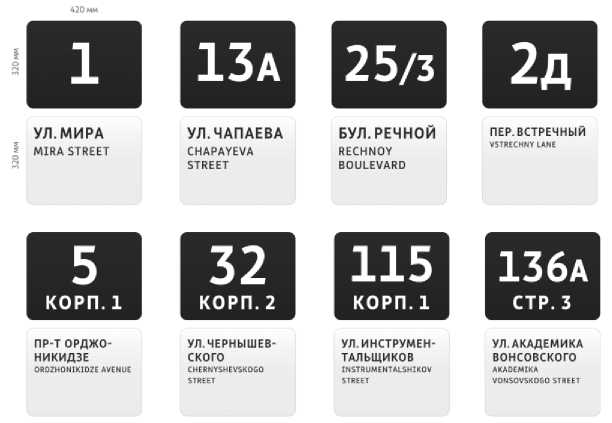 420 мм
320 мм
1
13А
25/3
2Д
320 мм
УЛ. МИРА
MIRA STREET
УЛ. ЧАПАЕВА
CHAPAYEVA
STREET
БУЛ. РЕЧНОЙ
RECHNOY
BOULEVARD
ПЕР. ВСТРЕЧНЫЙ
VSTRECHNY LANE
5
КОРП. 1
32
КОРП. 2
115
КОРП. 1
136А
СТР. 3
ПР-Т ОРДЖО-
НИКИДЗЕ
ORDZHONIKIDZE AVENUE
УЛ. ЧЕРНЫШЕВ-
СКОГО
CHERNYSHEVSKOGO
STREET
УЛ. ИНСТРУМЕН-
ТАЛЬЩИКОВ
INSTRUMENTALSHIKOV
STREET
УЛ. АКАДЕМИКА
ВОНСОВСКОГО
AKADEMIKA
VONSOVSKOGO STREET